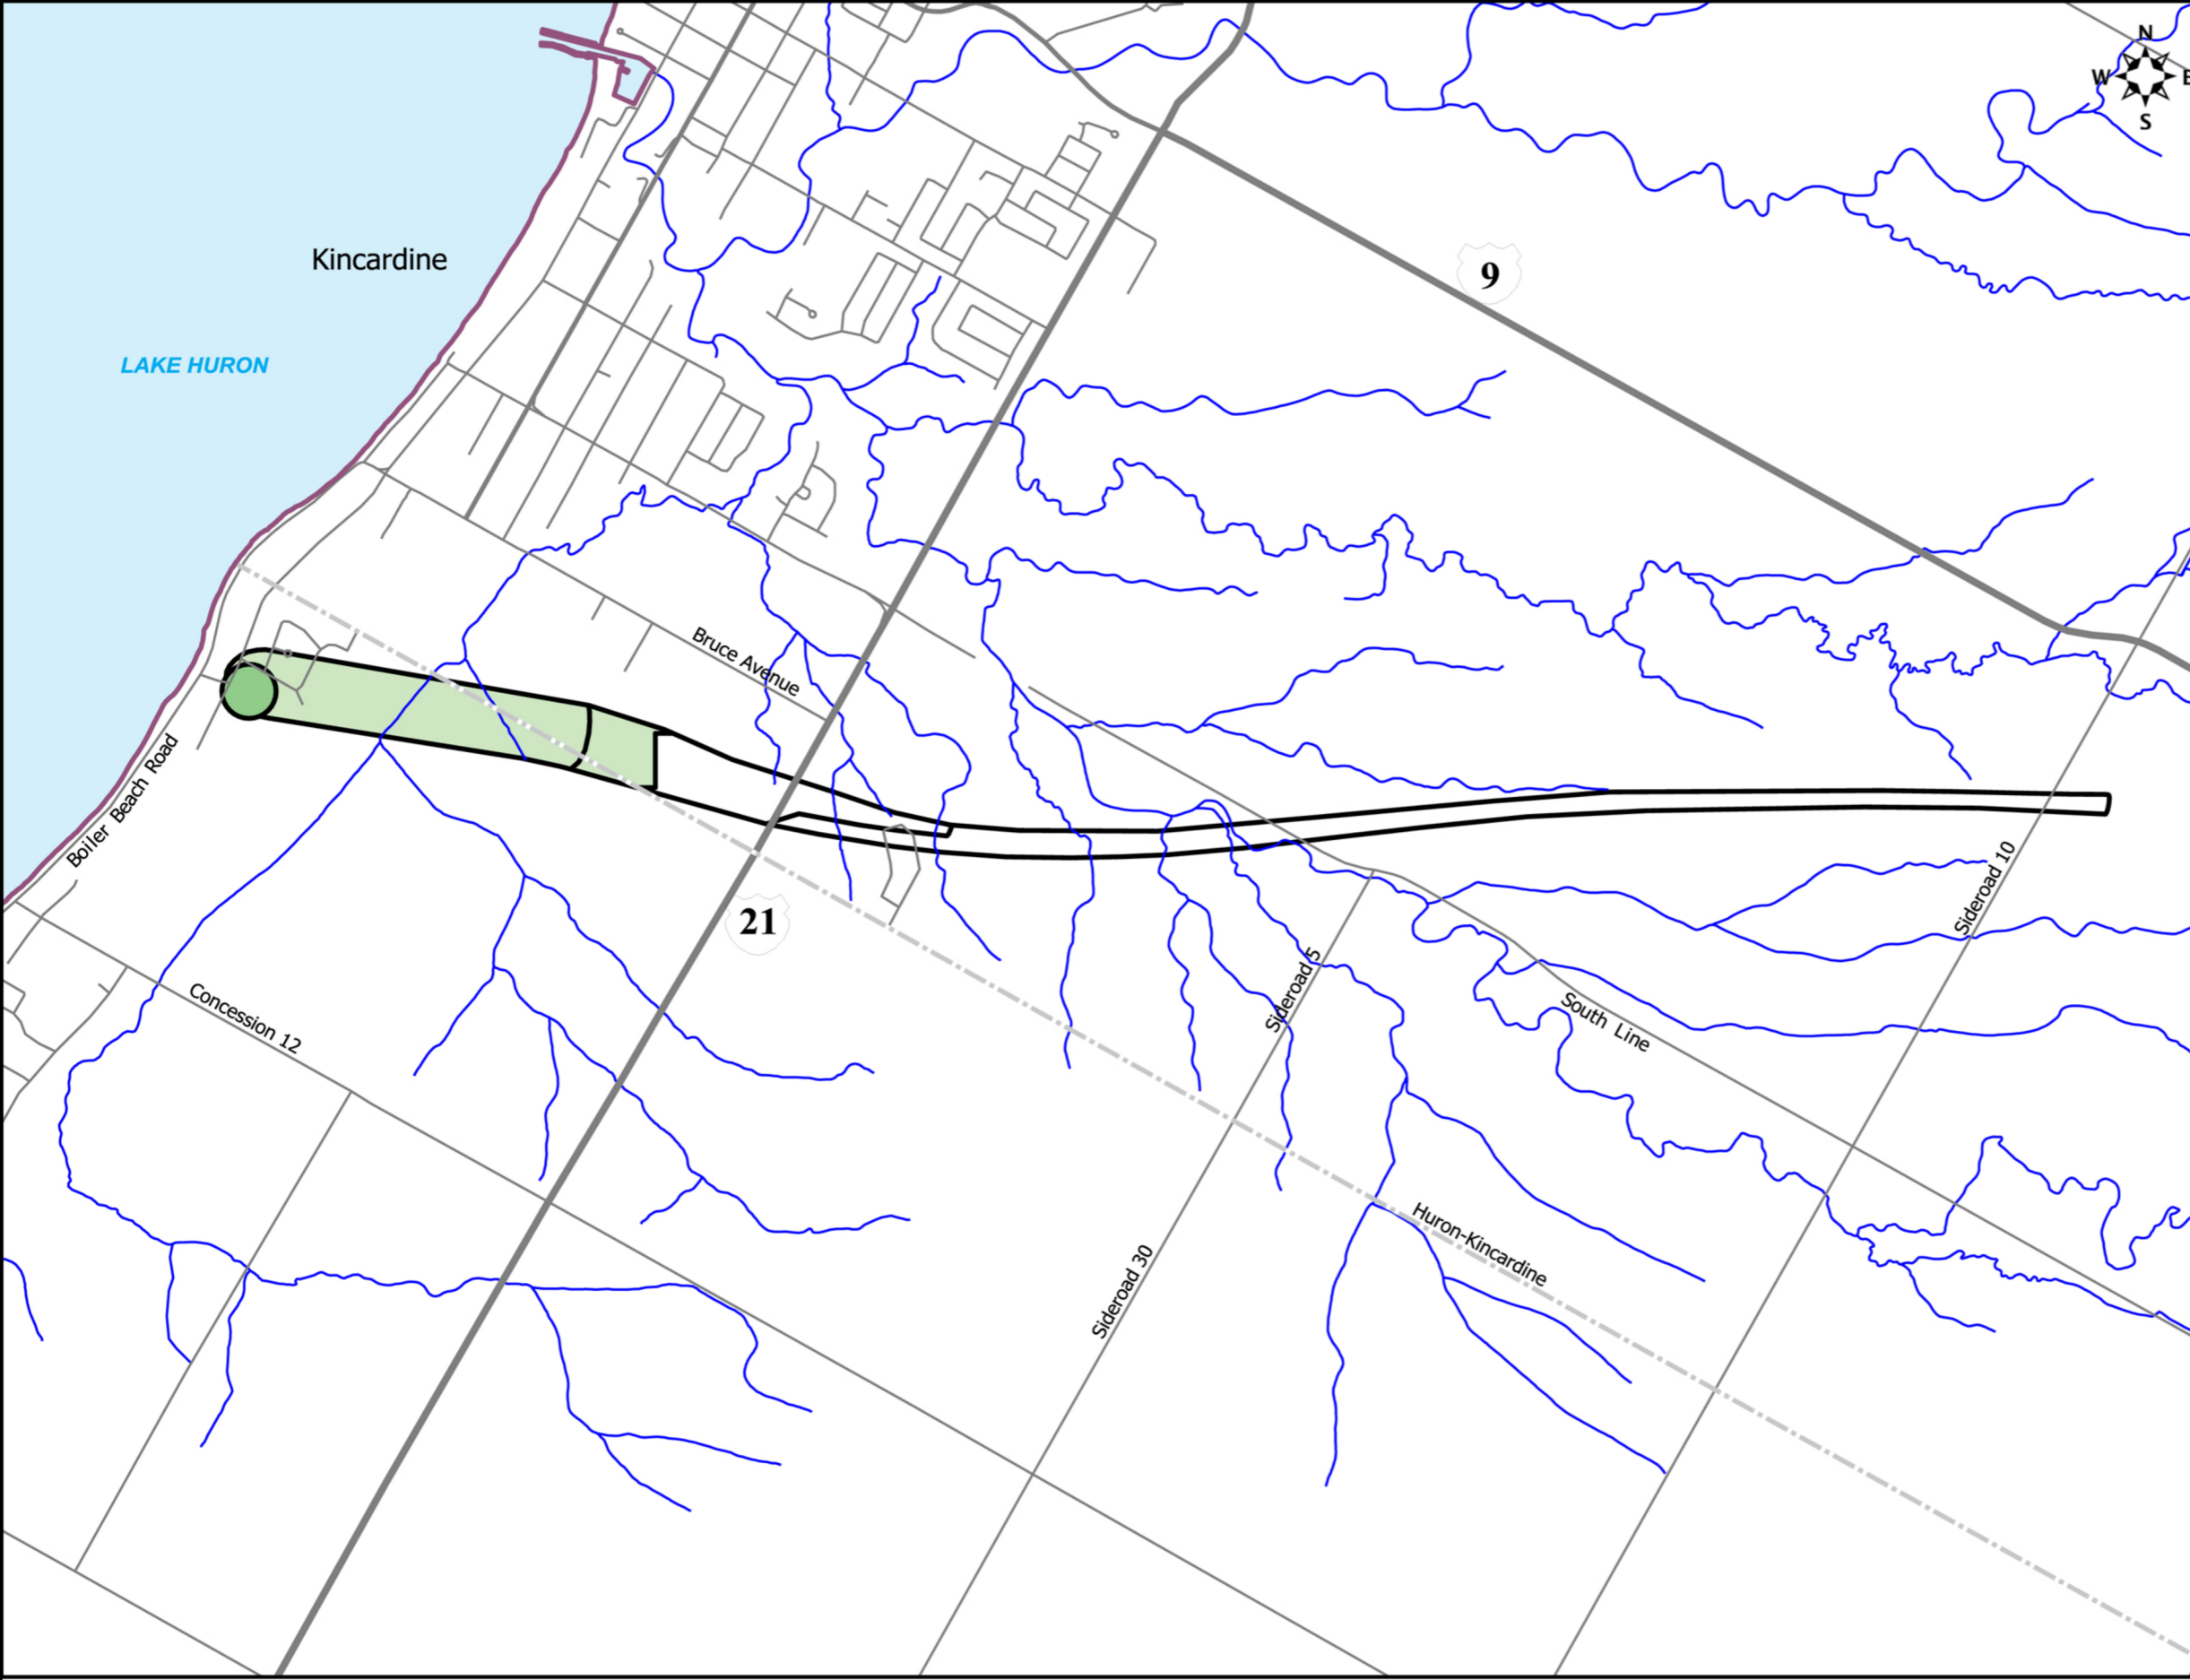 N
W E
S
Kincardine
9
LAKE HURON
Bruce Avenue
Boiler Beach Road
21
Sideroad 10
Sideroad 5
South Line
Concession 12
Huron-Kincardine
Sideroad 30